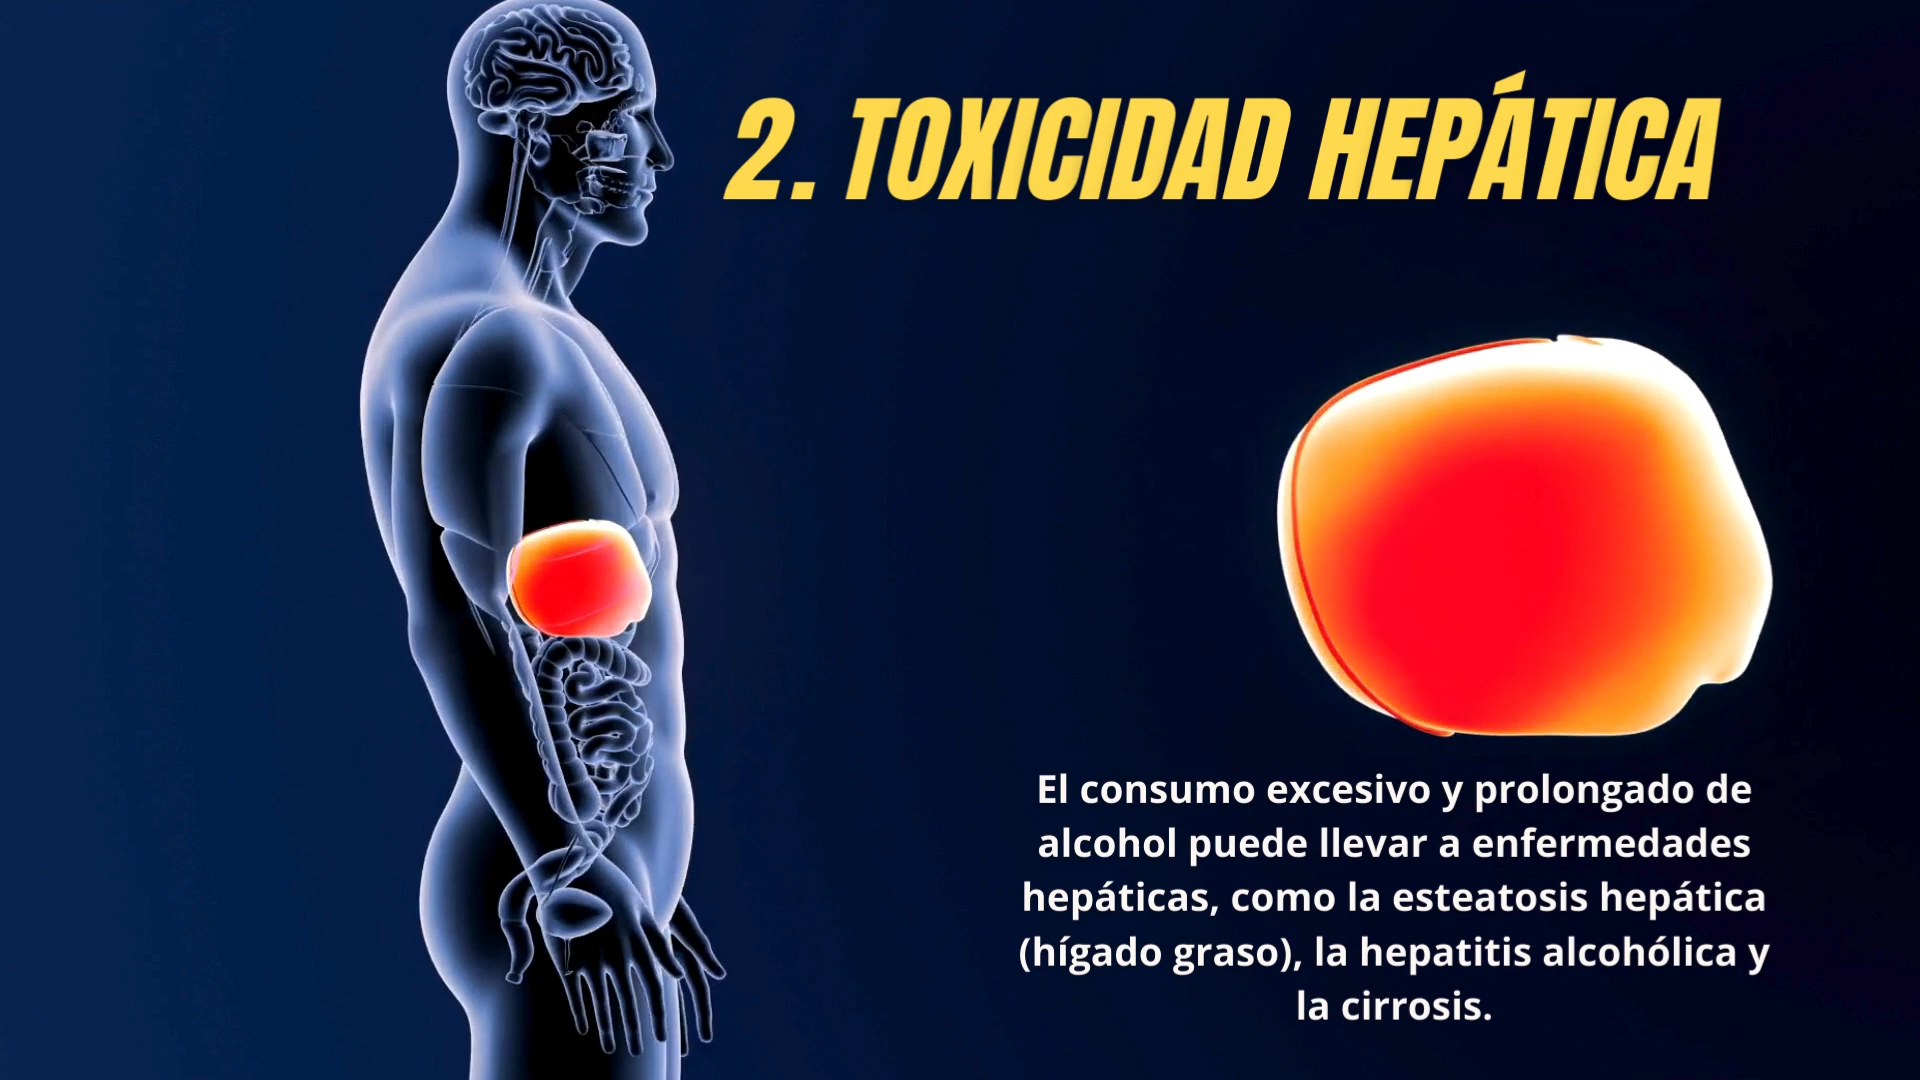 2. TOXICIDAD HEPÁTICA
El consumo excesivo y prolongado de
alcohol puede llevar a enfermedades
hepáticas, como la esteatosis hepática
(hígado graso), la hepatitis alcohólica y
la cirrosis.